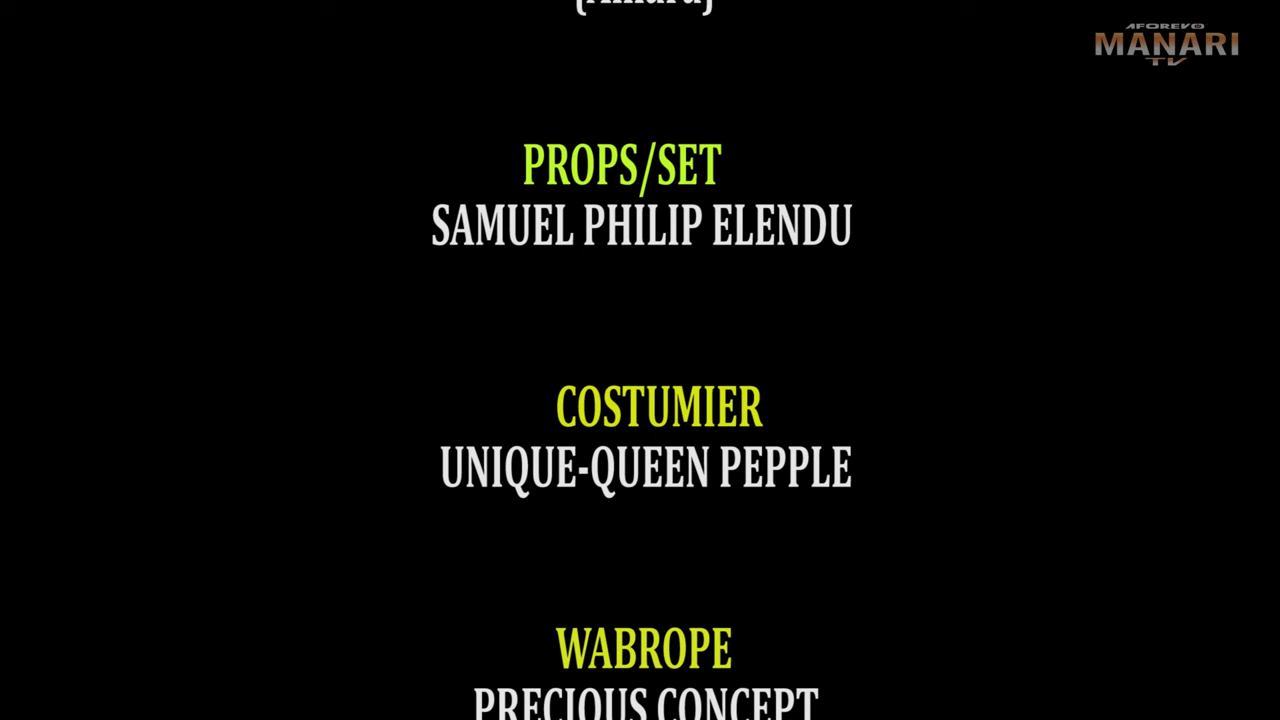 AFOREVO
MANARI
TV
PROPS/SET
SAMUEL PHILIP ELENDU
COSTUMIER
UNIQUE-QUEEN PEPPLE
WABROPE
PRECIOUS CONCEPT